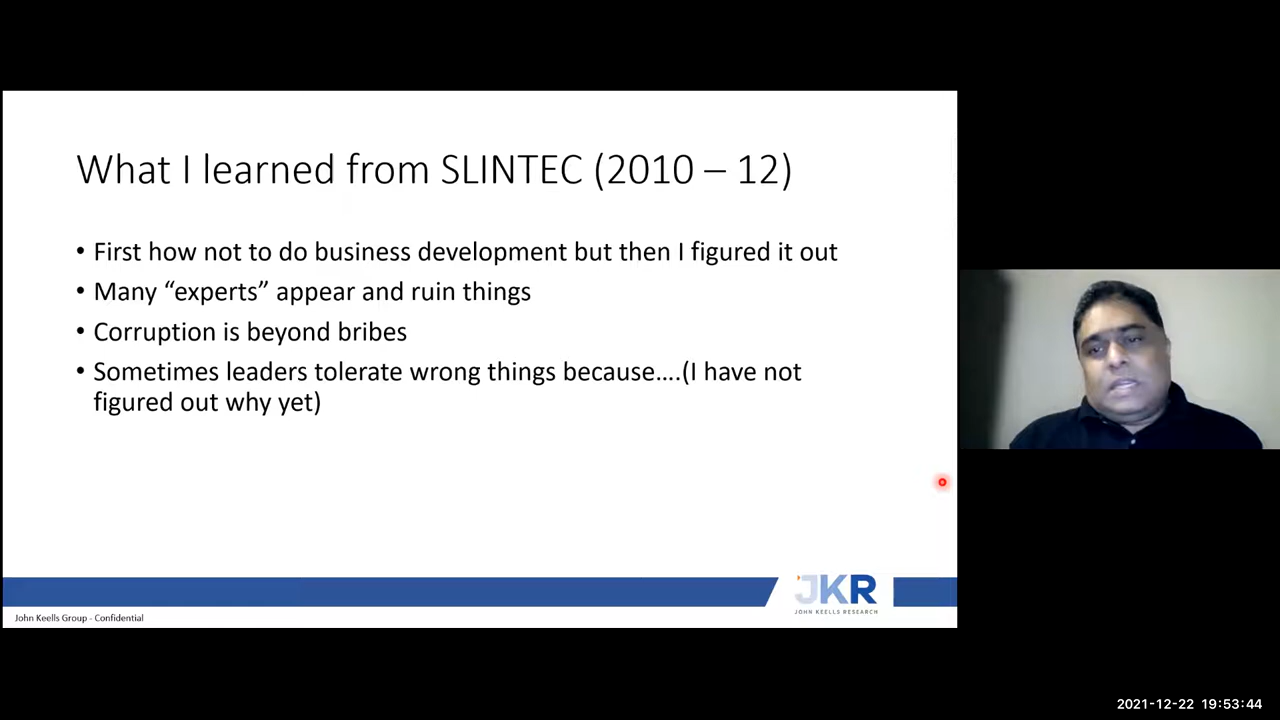 What I learned from SLINTEC (2010 – 12)
• First how not to do business development but then I figured it out
• Many “experts” appear and ruin things
• Corruption is beyond bribes
• Sometimes leaders tolerate wrong things because….(I have not
figured out why yet)
JKR
JOHN KEELLS RESEARCH
John Keells Group - Confidential
2021-12-22 19:53:44